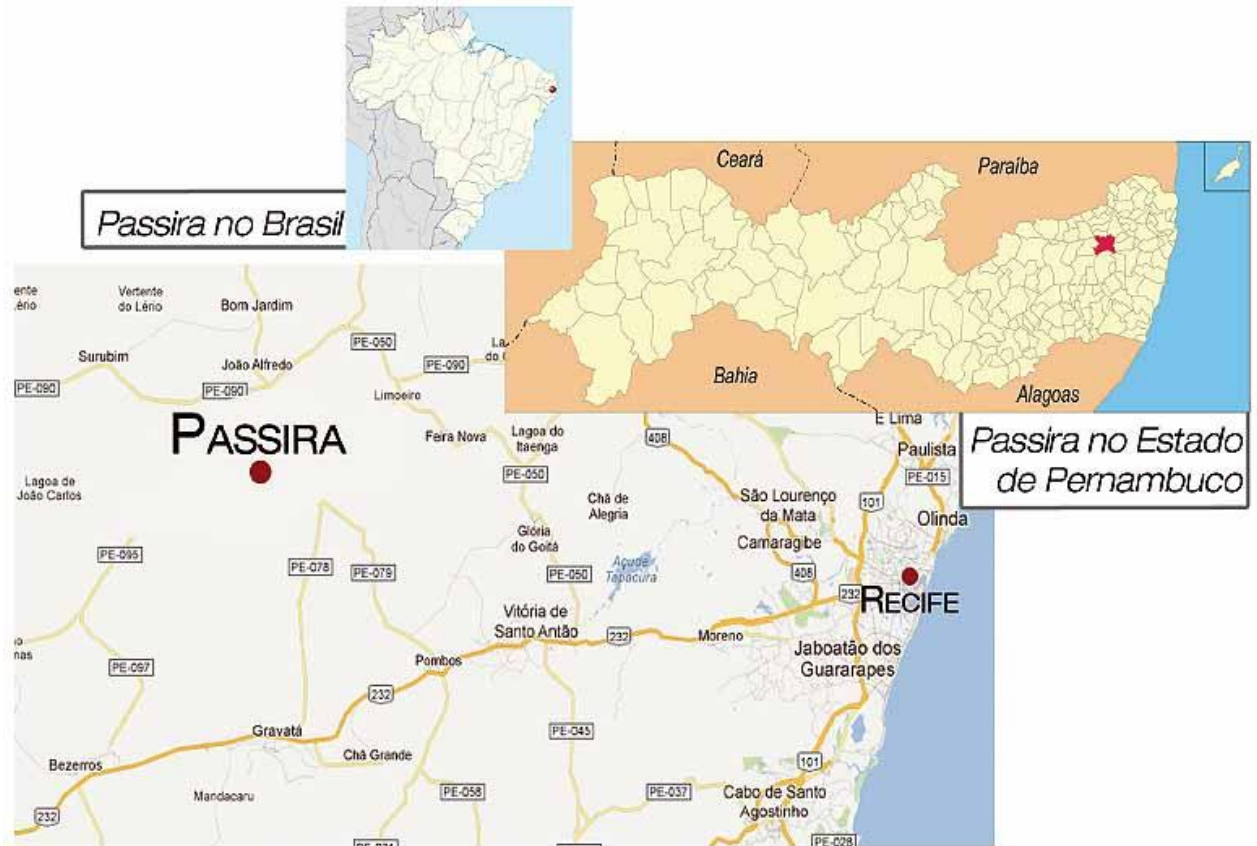 Passira no Brasil
Ceará
Paraíba
Bahia
Alagoas
Passira no Estado
de Pernambuco
Vertente
do Lério
Bom Jardim
Surubim
João Alfredo
PE-050
PE-090
PE-090
PE-090
Limoeiro
PASSIRA
Feira Nova
Lagoa do
Itaenga
408
E Lima
Paulista
PE-015
Lagoa de
João Carlos
PE-050
Chã de
Alegria
São Lourenço
da Mata
101
Olinda
Glória
do Goitá
Camaragibe
PE-095
PE-078
PE-079
PE-050
Açude
Tapacurá
408
232
RECIFE
Vitória de
Santo Antão
232
Moreno
Jaboatão dos
Guararapes
PE-097
Pombos
232
Gravatá
PE-045
Chã Grande
Bezerros
101
Mandacaru
PE-058
PE-037
Cabo de Santo
Agostinho
232
PE-028